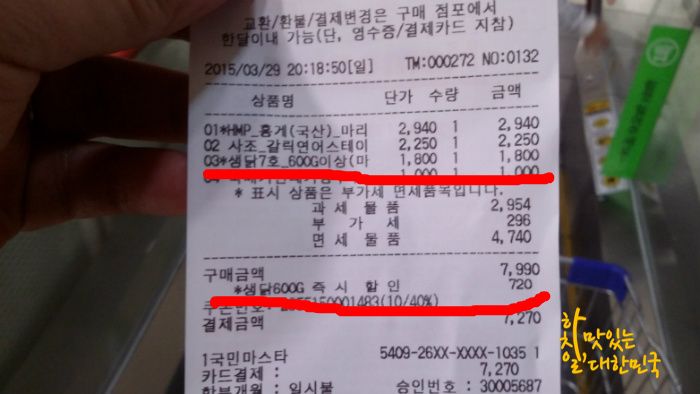 교환/환불/결제변경은 구매 점포에서
한달이내 가능(단, 영수증/결제카드 지참)
2015/03/29 20:18:50[일] TM:000272 NO:0132
상품명 단가 수량 금액
01*HMP_홍게(국산)_마리 2,940 1 2,940
02 사조_갈릭연어스테이 2,250 1 2,250
03*생닭7호_600G이상(마 1,800 1 1,800
1,000 1 1,000
* 표시 상품은 부가세 면세품목입니다.
과세물품 2,954
부가세 296
면세물품 4,740
구매금액 7,990
*생닭600G 즉시 할인 720
결제금액 7,270
1국민마스타 5409-26XX-XXXX-1035 1
카드결제 : 7,270
할부개월 : 일시불 승인번호 : 30005687
하치일, 맛있는
대한민국